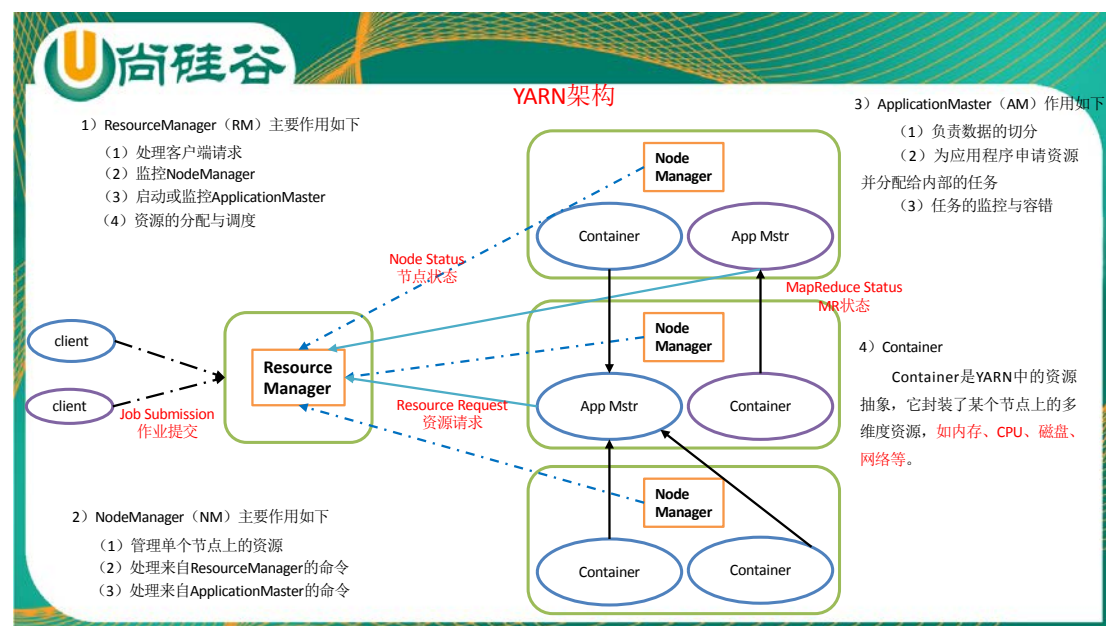 尚硅谷
YARN架构
1）ResourceManager（RM）主要作用如下
（1）处理客户端请求
（2）监控NodeManager
（3）启动或监控ApplicationMaster
（4）资源的分配与调度
3）ApplicationMaster（AM）作用如下
（1）负责数据的切分
（2）为应用程序申请资源
并分配给内部的任务
（3）任务的监控与容错
Node
Manager
Container
App Mstr
Node Status
节点状态
MapReduce Status
MR状态
client
client
Job Submission
作业提交
Resource
Manager
Resource Request
资源请求
Node
Manager
App Mstr
Container
4）Container
Container是YARN中的资源
抽象，它封装了某个节点上的多
维度资源，如内存、CPU、磁盘、
网络等。
Node
Manager
Container
Container
2）NodeManager（NM）主要作用如下
（1）管理单个节点上的资源
（2）处理来自ResourceManager的命令
（3）处理来自ApplicationMaster的命令